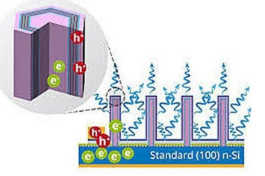 h⁺
h⁺
e⁻
e⁻
e⁻
h⁺
h⁺
e⁻ e⁻ e⁻ e⁻
Standard (100) n-Si